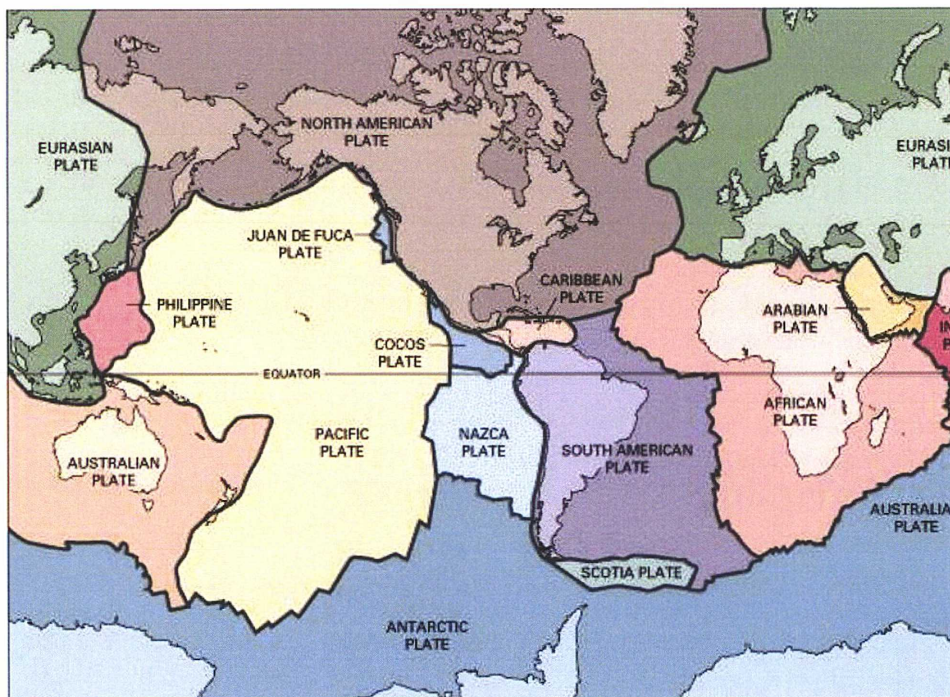 NORTH AMERICAN
PLATE
EURASIAN
PLATE
EURASI
PLAT
JUAN DE FUCA
PLATE
CARIBBEAN
PLATE
PHILIPPINE
PLATE
ARABIAN
PLATE
IN
P
COCOS
PLATE
EQUATOR
AFRICAN
PLATE
PACIFIC
PLATE
NAZCA
PLATE
SOUTH AMERICAN
PLATE
AUSTRALIAN
PLATE
AUSTRALIA
PLATE
SCOTIA PLATE
ANTARCTIC
PLATE